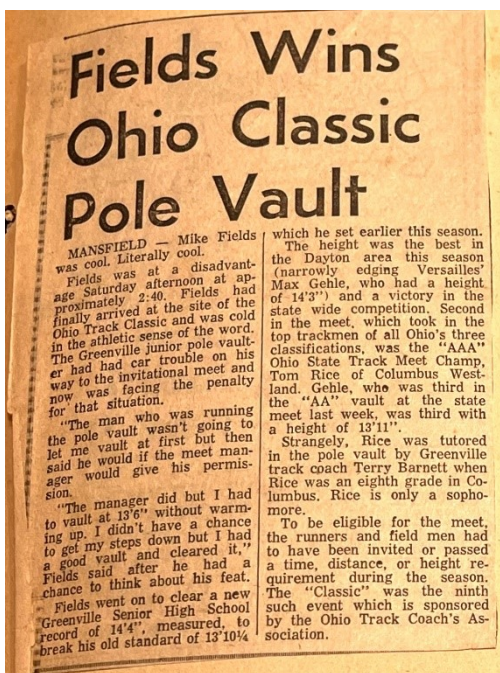 Fields Wins
Ohio Classic
Pole Vault
MANSFIELD — Mike Fields
was cool. Literally cool.
Fields was at a disadvant-
age Saturday afternoon at ap-
proximately 2:40. Fields had
finally arrived at the site of the
Ohio Track Classic and was cold
in the athletic sense of the word.
The Greenville junior pole vault-
er had had car trouble on his
way to the invitational meet and
now was facing the penalty
for that situation.
"The man who was running
the pole vault wasn't going to
let me vault at first but then
said he would if the meet man-
ager would give his permis-
sion.
"The manager did but I had
to vault at 13'6" without warm-
ing up. I didn't have a chance
to get my steps down but I had
a good vault and cleared it,"
Fields said after he had a
chance to think about his feat.
Fields went on to clear a new
Greenville Senior High School
record of 14'4", measured, to
break his old standard of 13'10¼
which he set earlier this season.
The height was the best in
the Dayton area this season
(narrowly edging Versailles'
Max Gehle, who had a height
of 14'3") and a victory in the
state wide competition. Second
in the meet, which took in the
top trackmen of all Ohio's three
classifications, was the "AAA"
Ohio State Track Meet Champ,
Tom Rice of Columbus West-
land. Gehle, who was third in
the "AA" vault at the state
meet last week, was third with
a height of 13'11".
Strangely, Rice was tutored
in the pole vault by Greenville
track coach Terry Barnett when
Rice was an eighth grade in Co-
lumbus. Rice is only a sopho-
more.
To be eligible for the meet,
the runners and field men had
to have been invited or passed
a time, distance, or height re-
quirement during the season.
The "Classic" was the ninth
such event which is sponsored
by the Ohio Track Coach's As-
sociation.